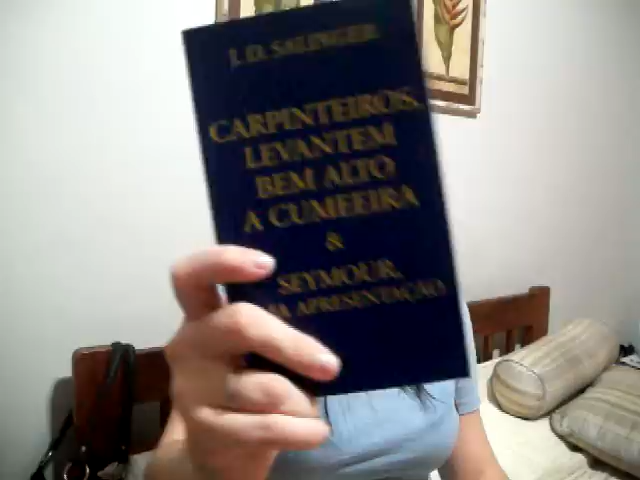 J. D. SALINGER
CARPINTEIROS,
LEVANTEM
BEM ALTO
A CUMEEIRA
&
SEYMOUR,
APRESENTAÇÃO